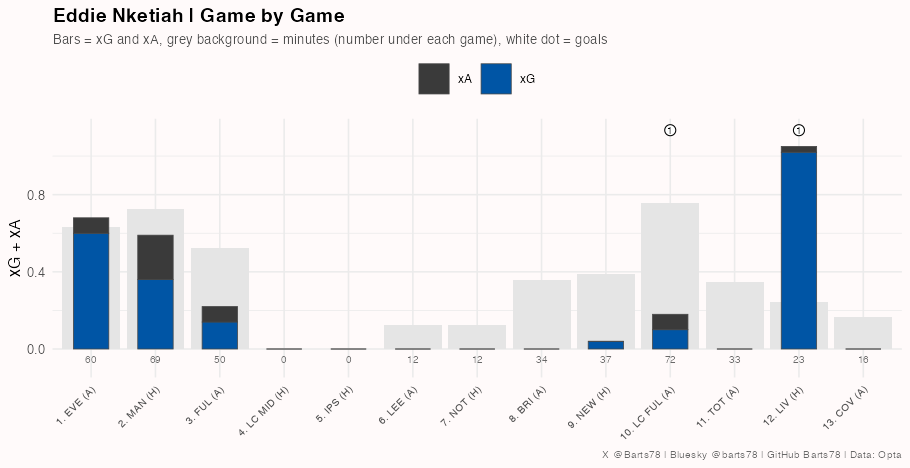 Eddie Nketiah | Game by Game
Bars = xG and xA, grey background = minutes (number under each game), white dot = goals
xA xG
1 1
xG + xA
0.8
0.4
0.0
60 69 50 0 0 12 12 34 37 72 33 23 16
1. EVE (A)
2. MAN (H)
3. FUL (A)
4. LC MID (H)
5. IPS (H)
6. LEE (A)
7. NOT (H)
8. BRI (A)
9. NEW (H)
10. LC FUL (A)
11. TOT (A)
12. LIV (H)
13. COV (A)
X @Barts78 | Bluesky @barts78 | GitHub Barts78 | Data: Opta